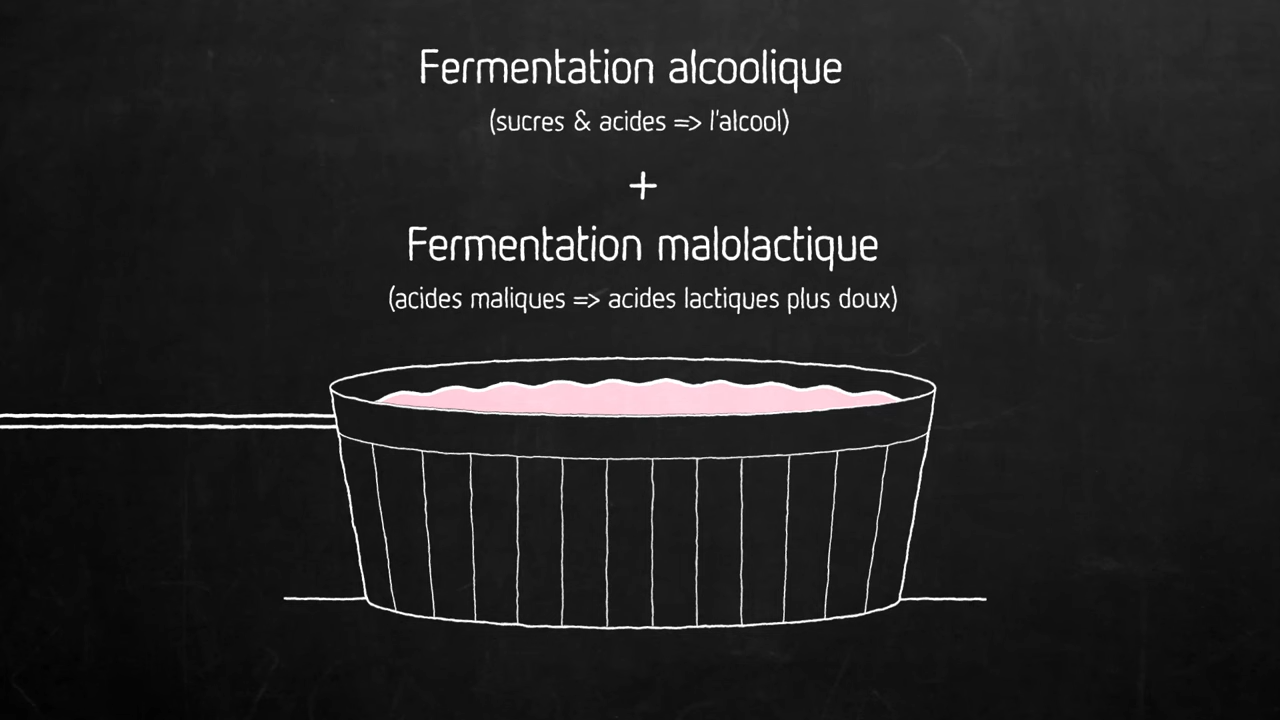 Fermentation alcoolique
(sucres & acides => l'alcool)
+
Fermentation malolactique
(acides maliques => acides lactiques plus doux)